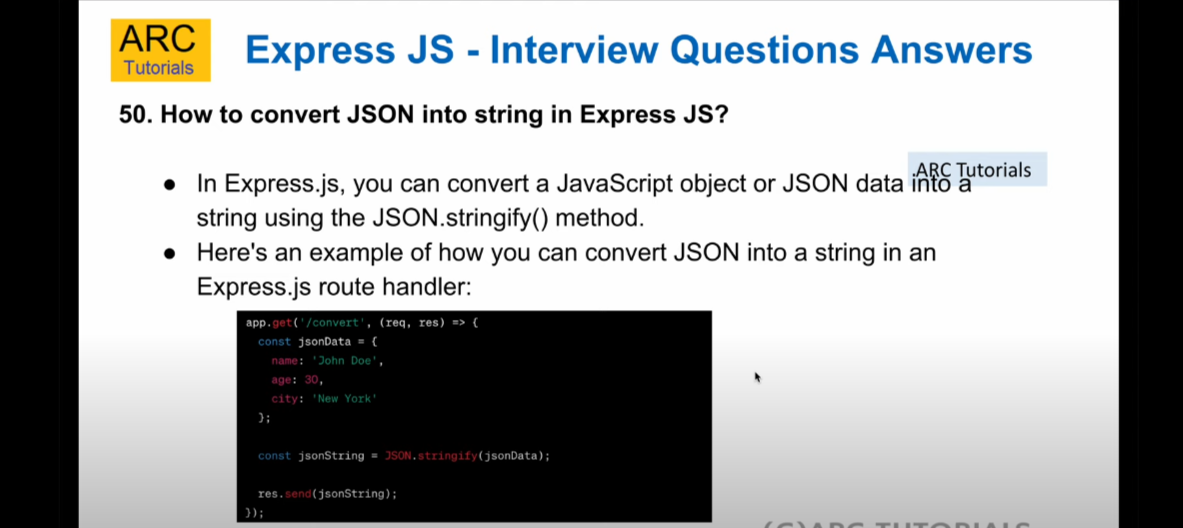 ARC
Tutorials
Express JS - Interview Questions Answers
50. How to convert JSON into string in Express JS?
.ARC Tutorials
● In Express.js, you can convert a JavaScript object or JSON data into a
string using the JSON.stringify() method.
● Here's an example of how you can convert JSON into a string in an
Express.js route handler:
app.get('/convert', (req, res) => {
  const jsonData = {
    name: 'John Doe',
    age: 30,
    city: 'New York'
  };
  const jsonString = JSON.stringify(jsonData);
  res.send(jsonString);
});
(C)ARC TUTORIALS